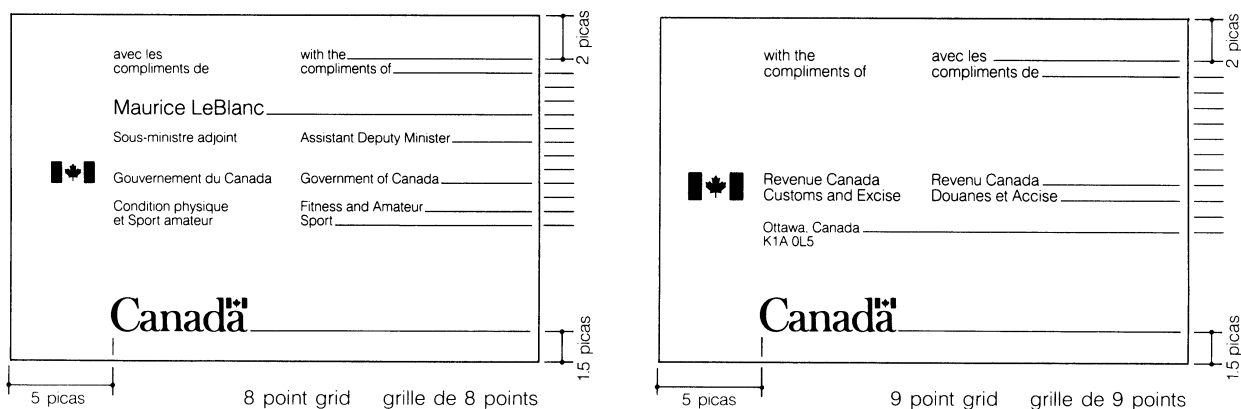 avec les
compliments de
with the
compliments of
Maurice LeBlanc
Sous-ministre adjoint
Assistant Deputy Minister
Gouvernement du Canada
Government of Canada
Condition physique
et Sport amateur
Fitness and Amateur
Sport
Canada
2 picas
1.5 picas
5 picas
8 point grid grille de 8 points
with the
compliments of
avec les
compliments de
Revenue Canada
Customs and Excise
Revenu Canada
Douanes et Accise
Ottawa, Canada
K1A 0L5
Canada
2 picas
1.5 picas
5 picas
9 point grid grille de 9 points